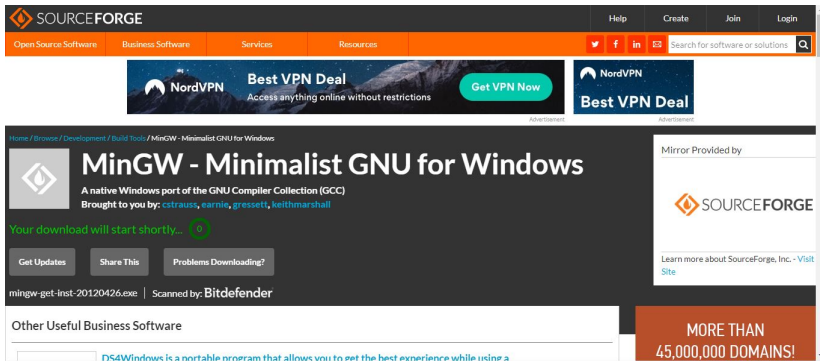 SOURCEFORGE
Help Create Join Login
Open Source Software Business Software Services Resources
Search for software or solutions
NordVPN
Best VPN Deal
Access anything online without restrictions
Get VPN Now
NordVPN
Best VPN Deal
Advertisement
Advertisement
Home / Browse / Development / Build Tools / MinGW - Minimalist GNU for Windows
MinGW - Minimalist GNU for Windows
A native Windows port of the GNU Compiler Collection (GCC)
Brought to you by: cstrauss, earnie, gressett, keithmarshall
Your download will start shortly... 0
Get Updates Share This Problems Downloading?
mingw-get-inst-20120426.exe | Scanned by: Bitdefender
Mirror Provided by
SOURCEFORGE
Learn more about SourceForge, Inc. - Visit
Site
Other Useful Business Software
DS4Windows is a portable program that allows you to get the best experience while using a
MORE THAN
45,000,000 DOMAINS!